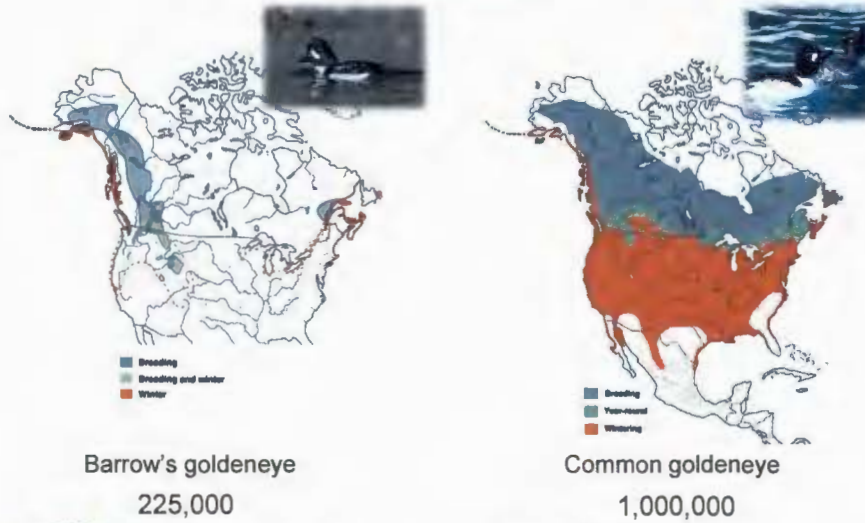 Breeding
Breeding and winter
Winter
Barrow's goldeneye
225,000
Breeding
Year-round
Wintering
Common goldeneye
1,000,000